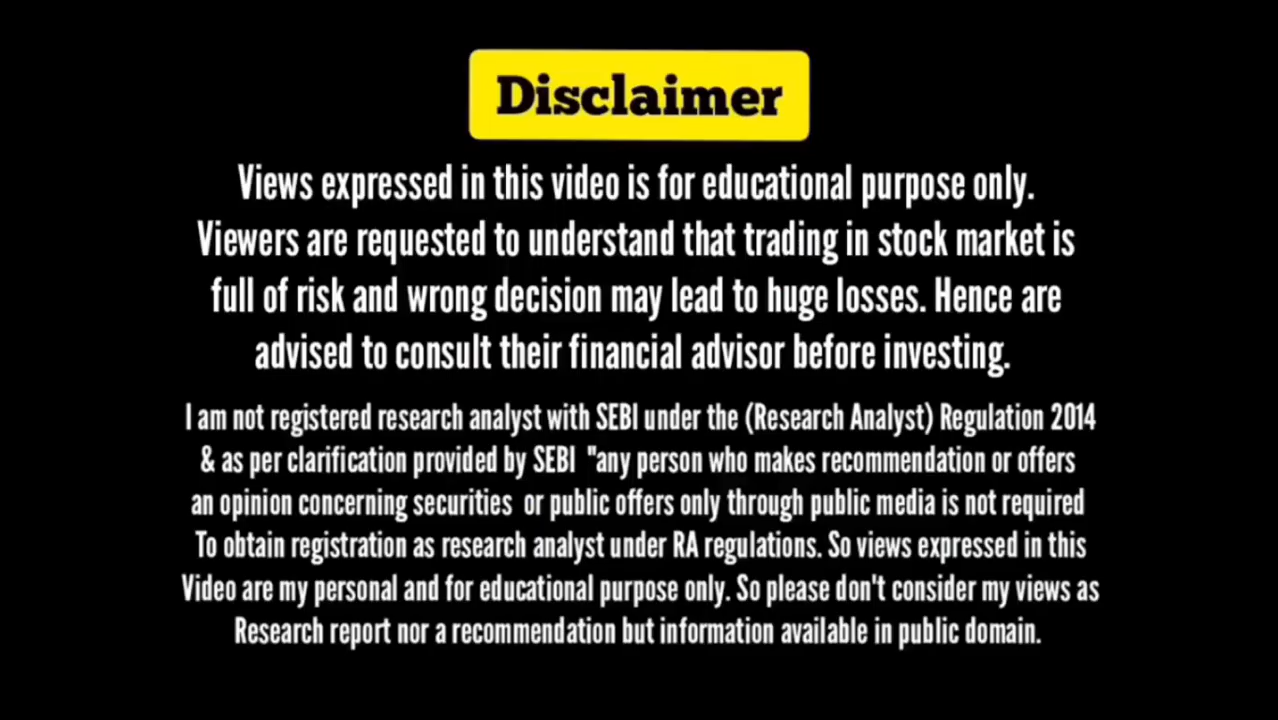 Disclaimer
Views expressed in this video is for educational purpose only.
Viewers are requested to understand that trading in stock market is
full of risk and wrong decision may lead to huge losses. Hence are
advised to consult their financial advisor before investing.
I am not registered research analyst with SEBI under the (Research Analyst) Regulation 2014
& as per clarification provided by SEBI "any person who makes recommendation or offers
an opinion concerning securities or public offers only through public media is not required
To obtain registration as research analyst under RA regulations. So views expressed in this
Video are my personal and for educational purpose only. So please don't consider my views as
Research report nor a recommendation but information available in public domain.